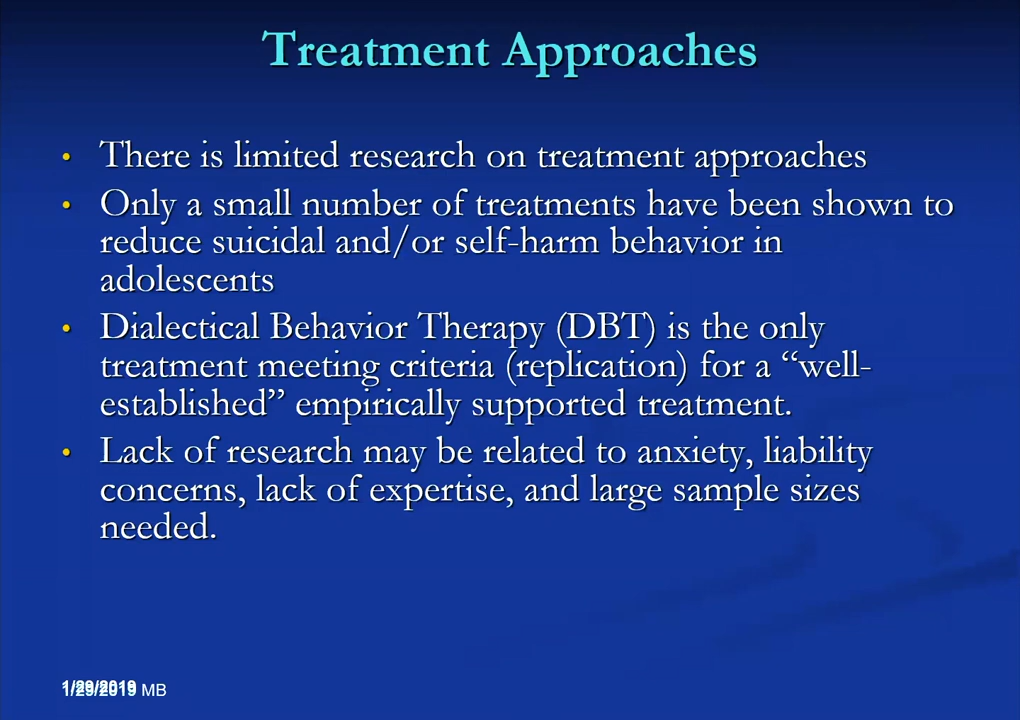 Treatment Approaches
• There is limited research on treatment approaches
• Only a small number of treatments have been shown to
reduce suicidal and/or self-harm behavior in
adolescents
• Dialectical Behavior Therapy (DBT) is the only
treatment meeting criteria (replication) for a “well-
established” empirically supported treatment.
• Lack of research may be related to anxiety, liability
concerns, lack of expertise, and large sample sizes
needed.
MB